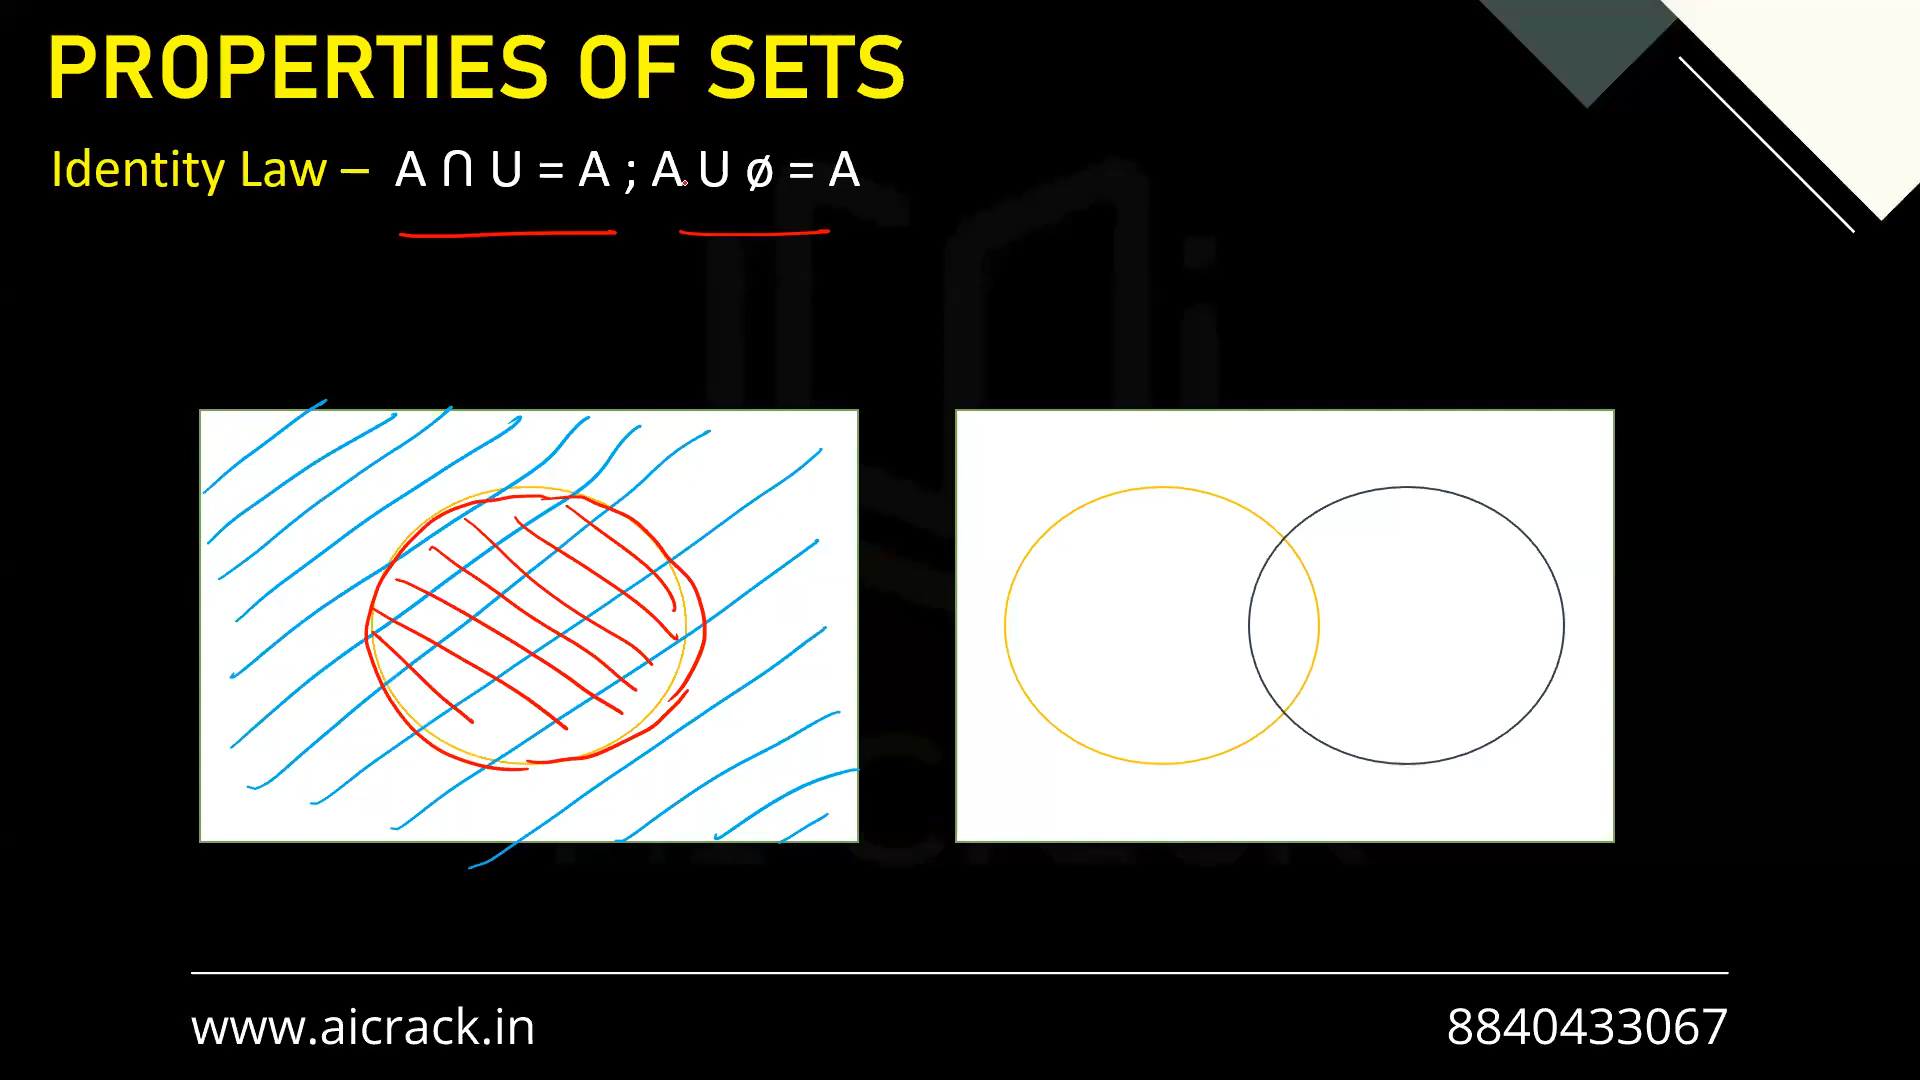 PROPERTIES OF SETS
Identity Law – A ∩ U = A ; A U ø = A
www.aicrack.in
8840433067